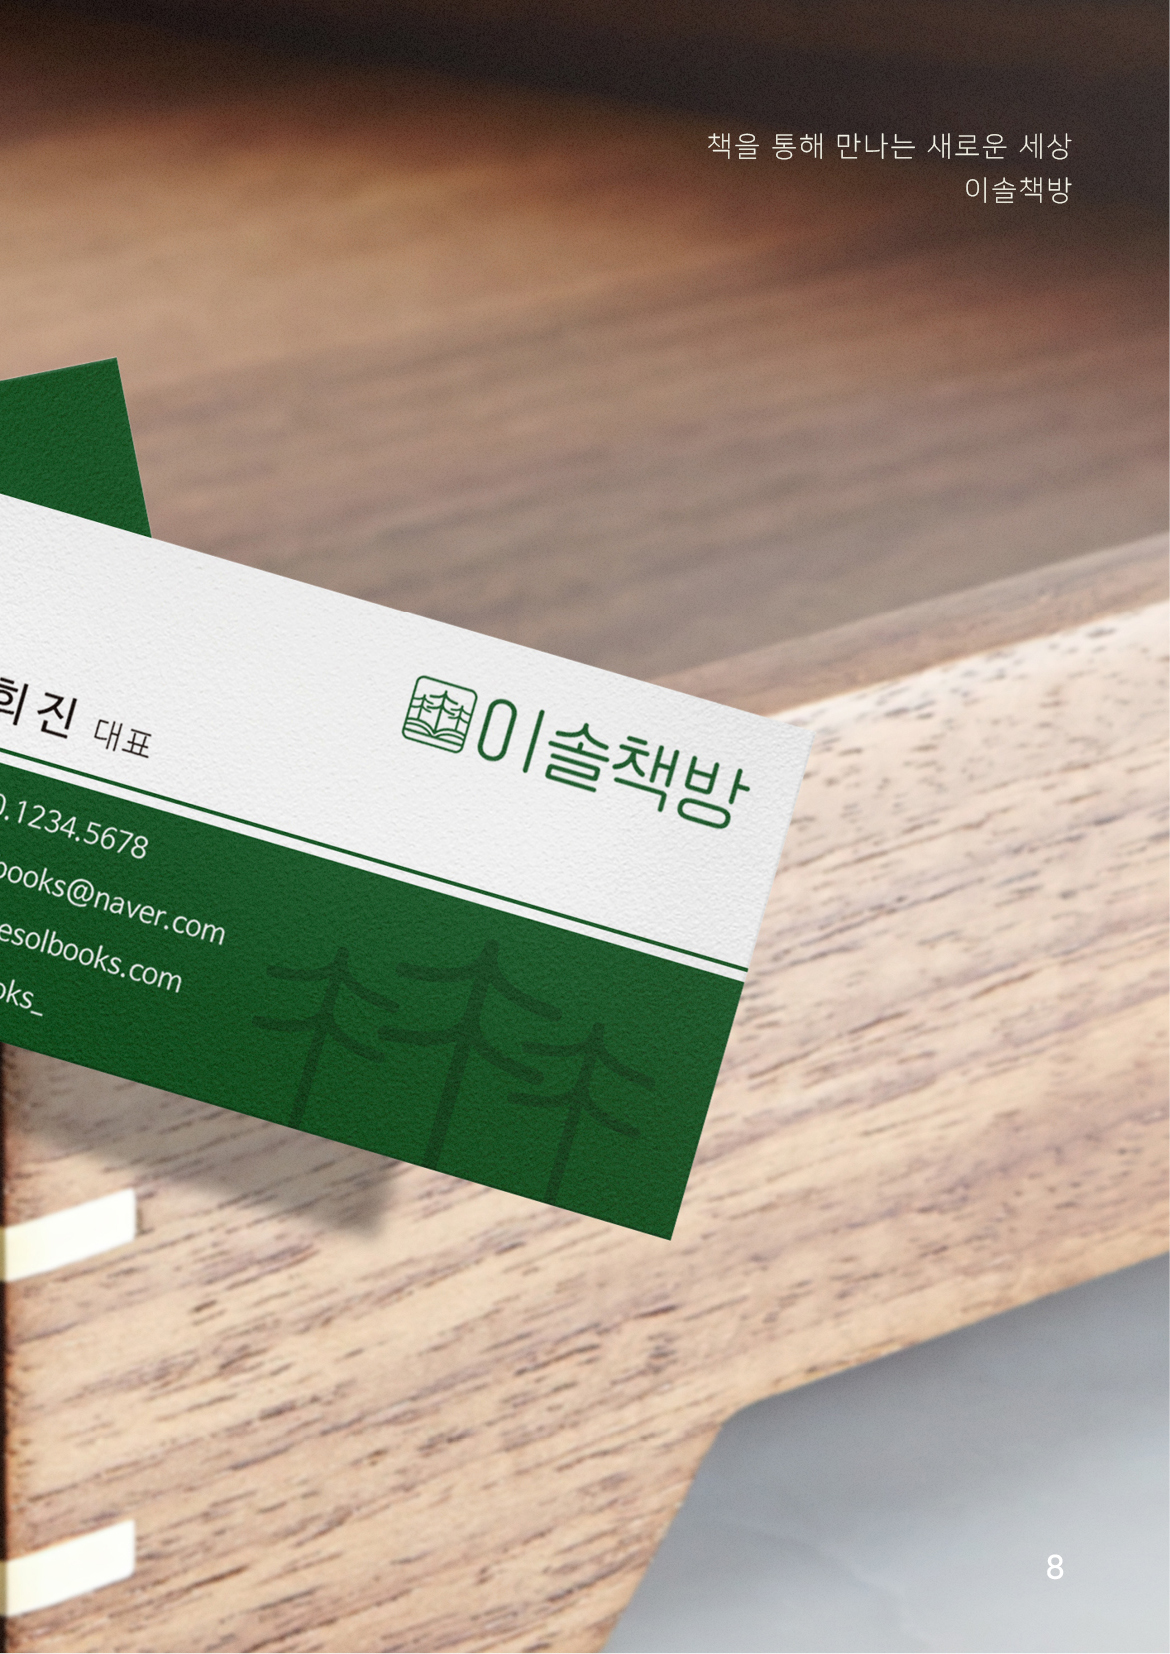 책을 통해 만나는 새로운 세상
이솔책방
희진 대표
이솔책방
0.1234.5678
books@naver.com
esolbooks.com
oks_
8